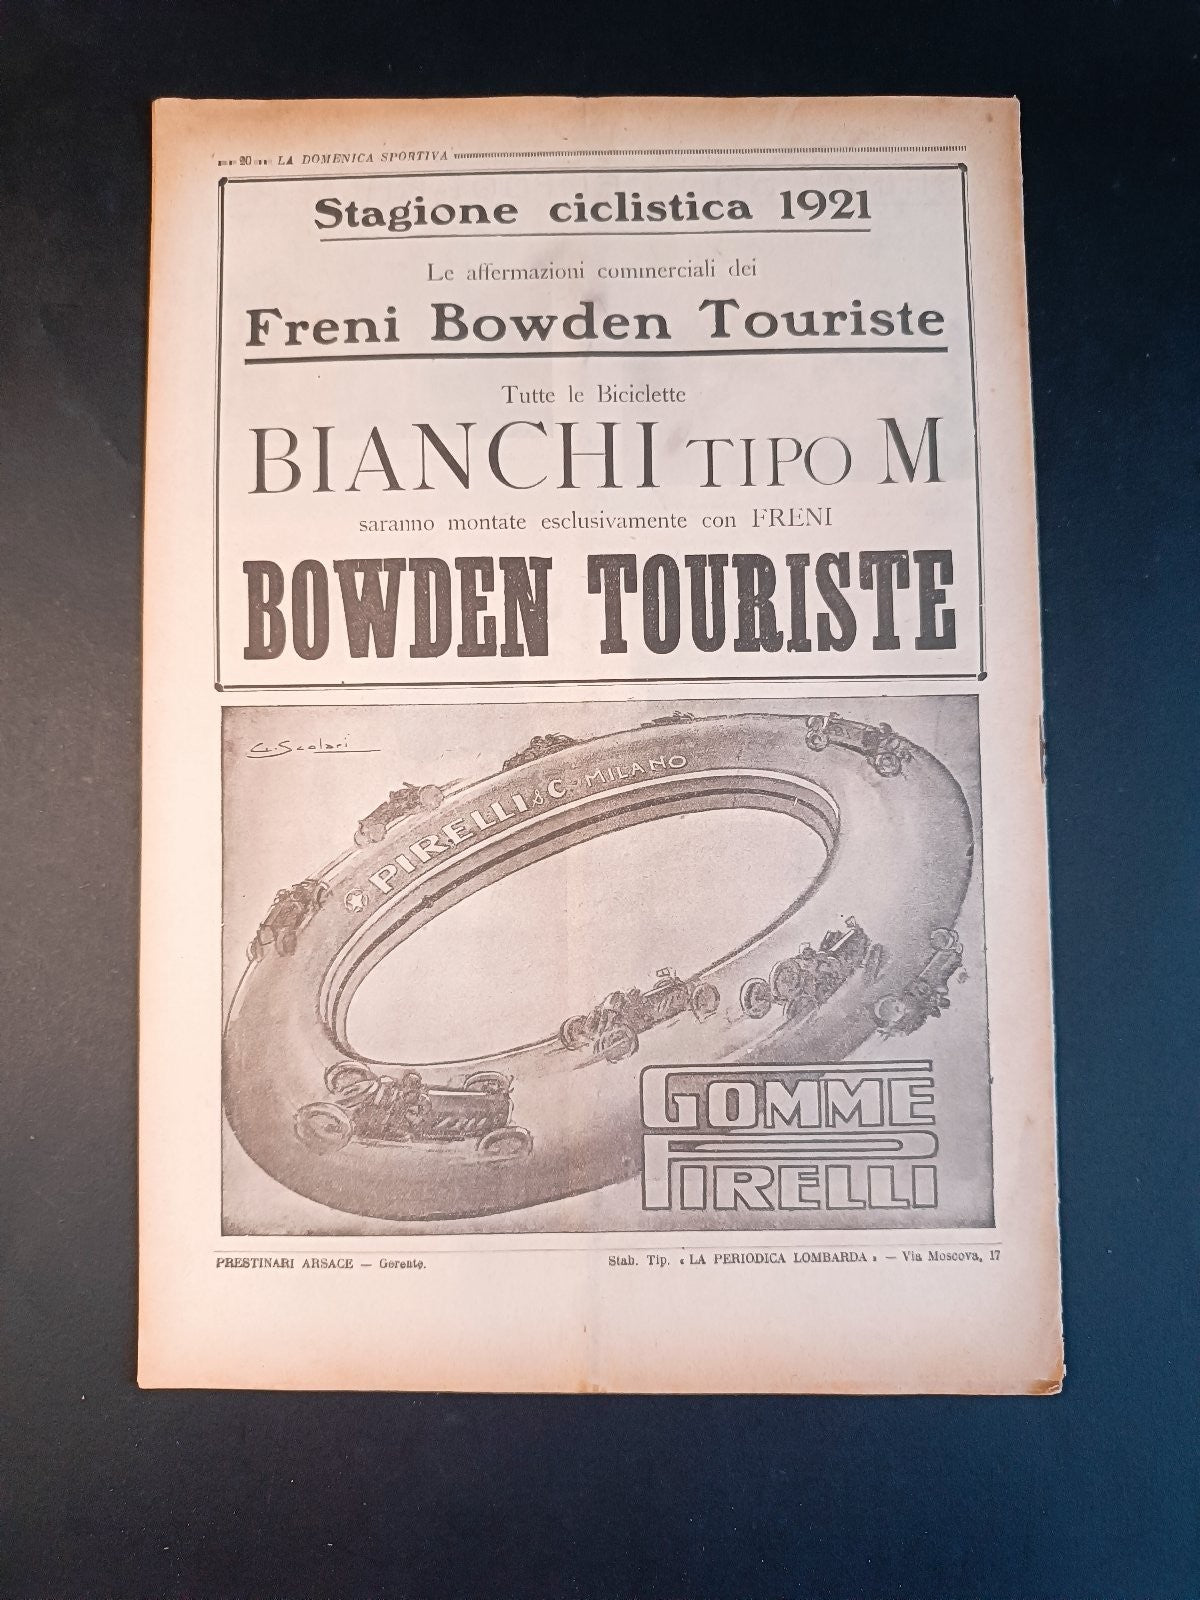 20 LA DOMENICA SPORTIVA
Stagione ciclistica 1921
Le affermazioni commerciali dei
Freni Bowden Touriste
Tutte le Biciclette
BIANCHI TIPO M
saranno montate esclusivamente con FRENI
BOWDEN TOURISTE
G. Scolari
PIRELLI & C. MILANO
GOMME
PIRELLI
PRESTINARI ARSACE — Gerente.
Stab. Tip. « LA PERIODICA LOMBARDA » — Via Moscova, 17